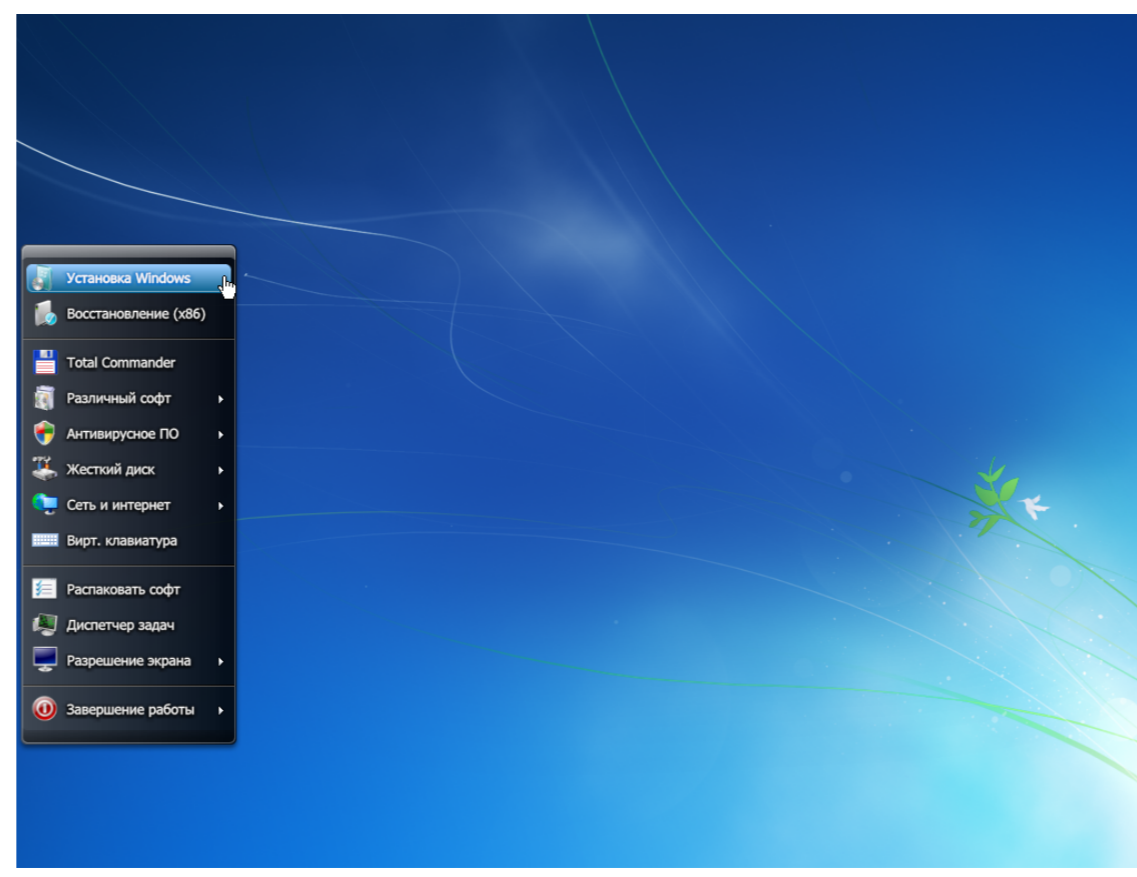 Установка Windows
Восстановление (x86)
Total Commander
Различный софт
Антивирусное ПО
Жесткий диск
Сеть и интернет
Вирт. клавиатура
Распаковать софт
Диспетчер задач
Разрешение экрана
Завершение работы